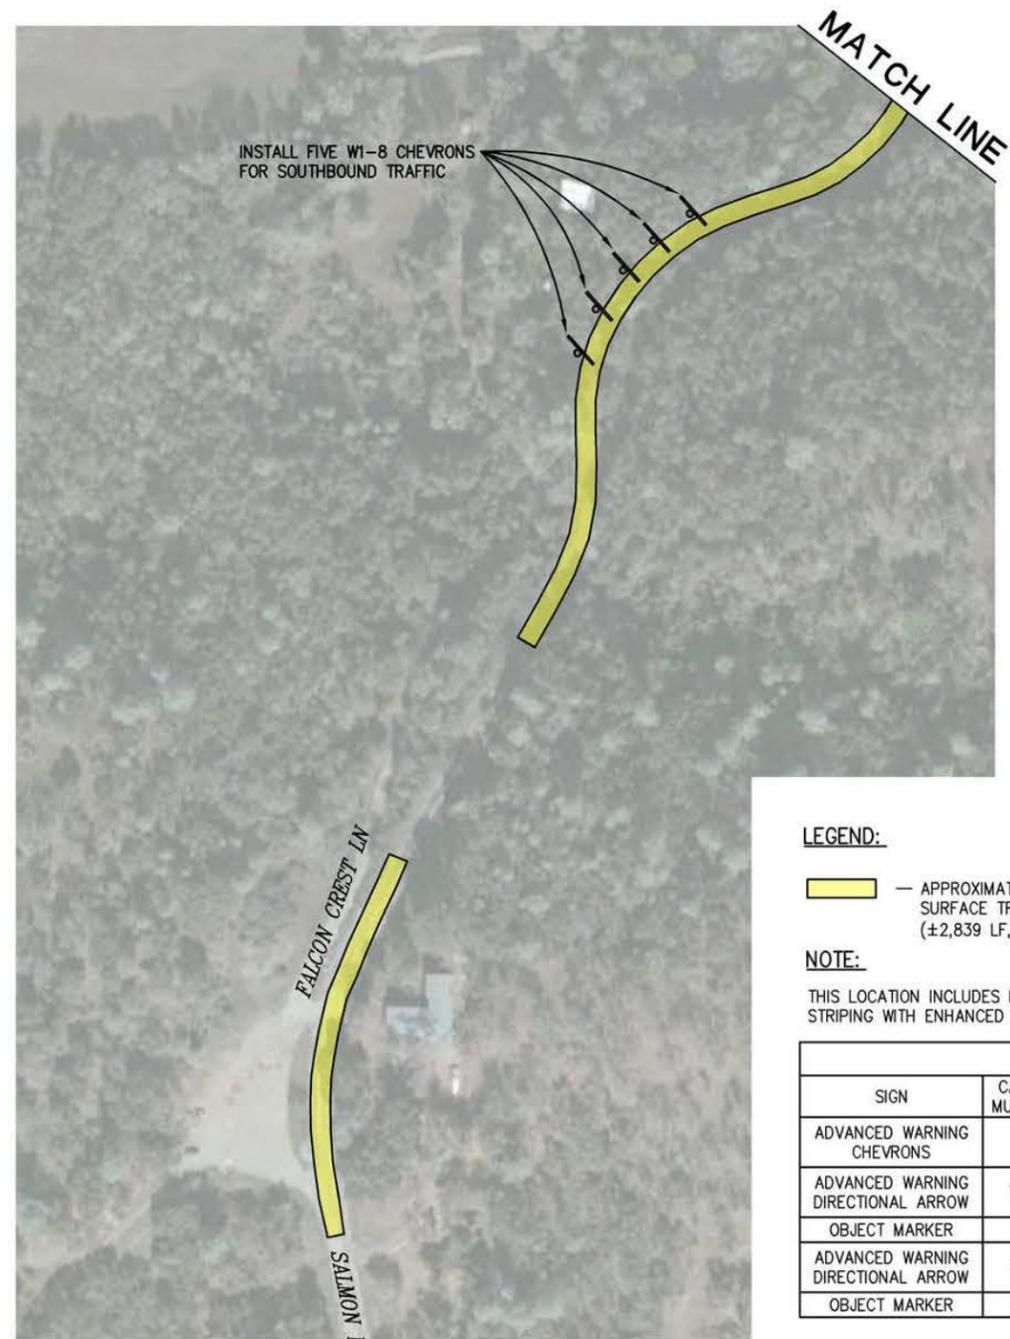 MATCH LINE
INSTALL FIVE W1-8 CHEVRONS
FOR SOUTHBOUND TRAFFIC
FALCON CREST LN
SALMON
LEGEND:
— APPROXIMAT
SURFACE TR
(±2,839 LF,
NOTE:
THIS LOCATION INCLUDES
STRIPING WITH ENHANCED
SIGN
ADVANCED WARNING
CHEVRONS
ADVANCED WARNING
DIRECTIONAL ARROW
OBJECT MARKER
ADVANCED WARNING
DIRECTIONAL ARROW
OBJECT MARKER